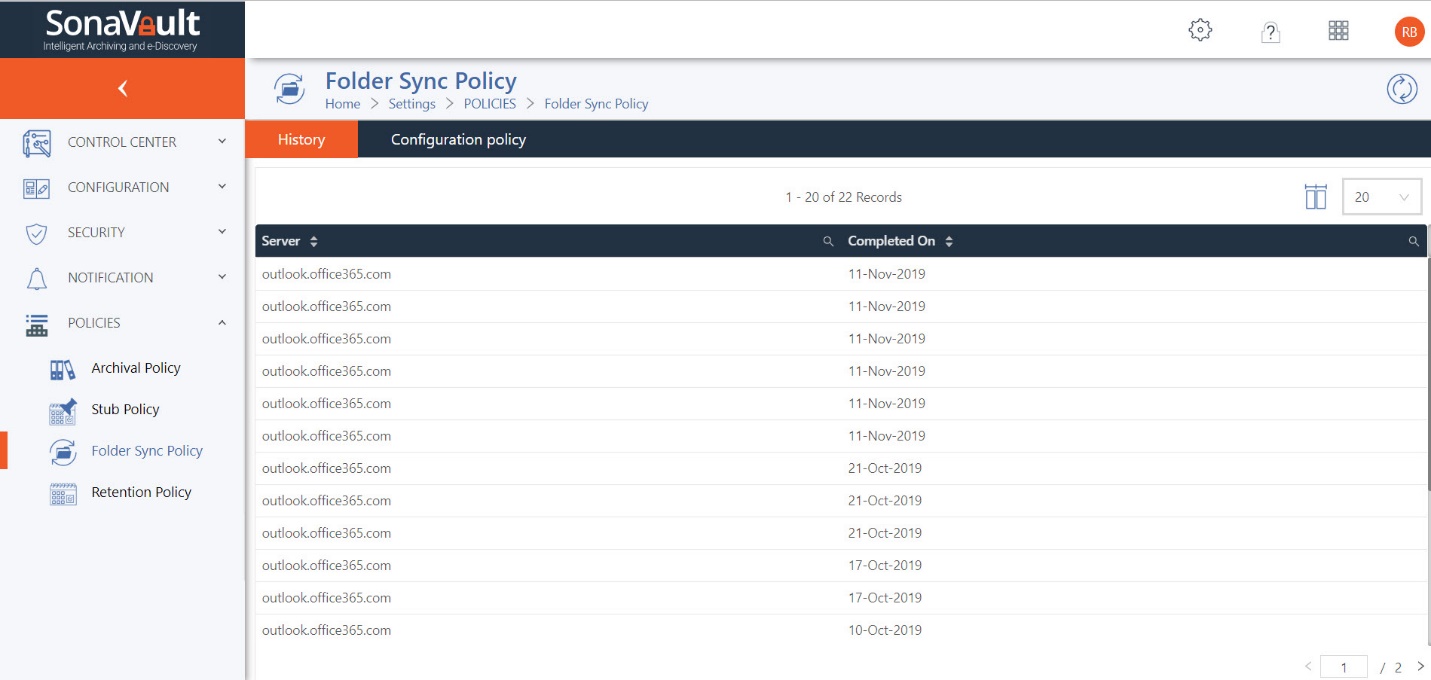 SonaVault
Intelligent Archiving and e-Discovery
?
RB
Folder Sync Policy
Home > Settings > POLICIES > Folder Sync Policy
CONTROL CENTER
CONFIGURATION
SECURITY
NOTIFICATION
POLICIES
Archival Policy
Stub Policy
Folder Sync Policy
Retention Policy
History Configuration policy
1 - 20 of 22 Records
20
Server Completed On
outlook.office365.com 11-Nov-2019
outlook.office365.com 11-Nov-2019
outlook.office365.com 11-Nov-2019
outlook.office365.com 11-Nov-2019
outlook.office365.com 11-Nov-2019
outlook.office365.com 11-Nov-2019
outlook.office365.com 21-Oct-2019
outlook.office365.com 21-Oct-2019
outlook.office365.com 21-Oct-2019
outlook.office365.com 17-Oct-2019
outlook.office365.com 17-Oct-2019
outlook.office365.com 10-Oct-2019
< 1 / 2 >